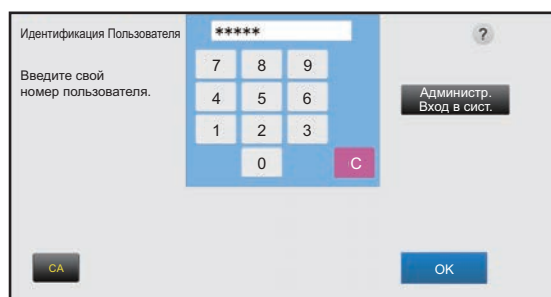 Идентификация Пользователя
*****
?
Введите свой
номер пользователя.
7 8 9
4 5 6
1 2 3
0 C
Администр.
Вход в сист.
CA
OK